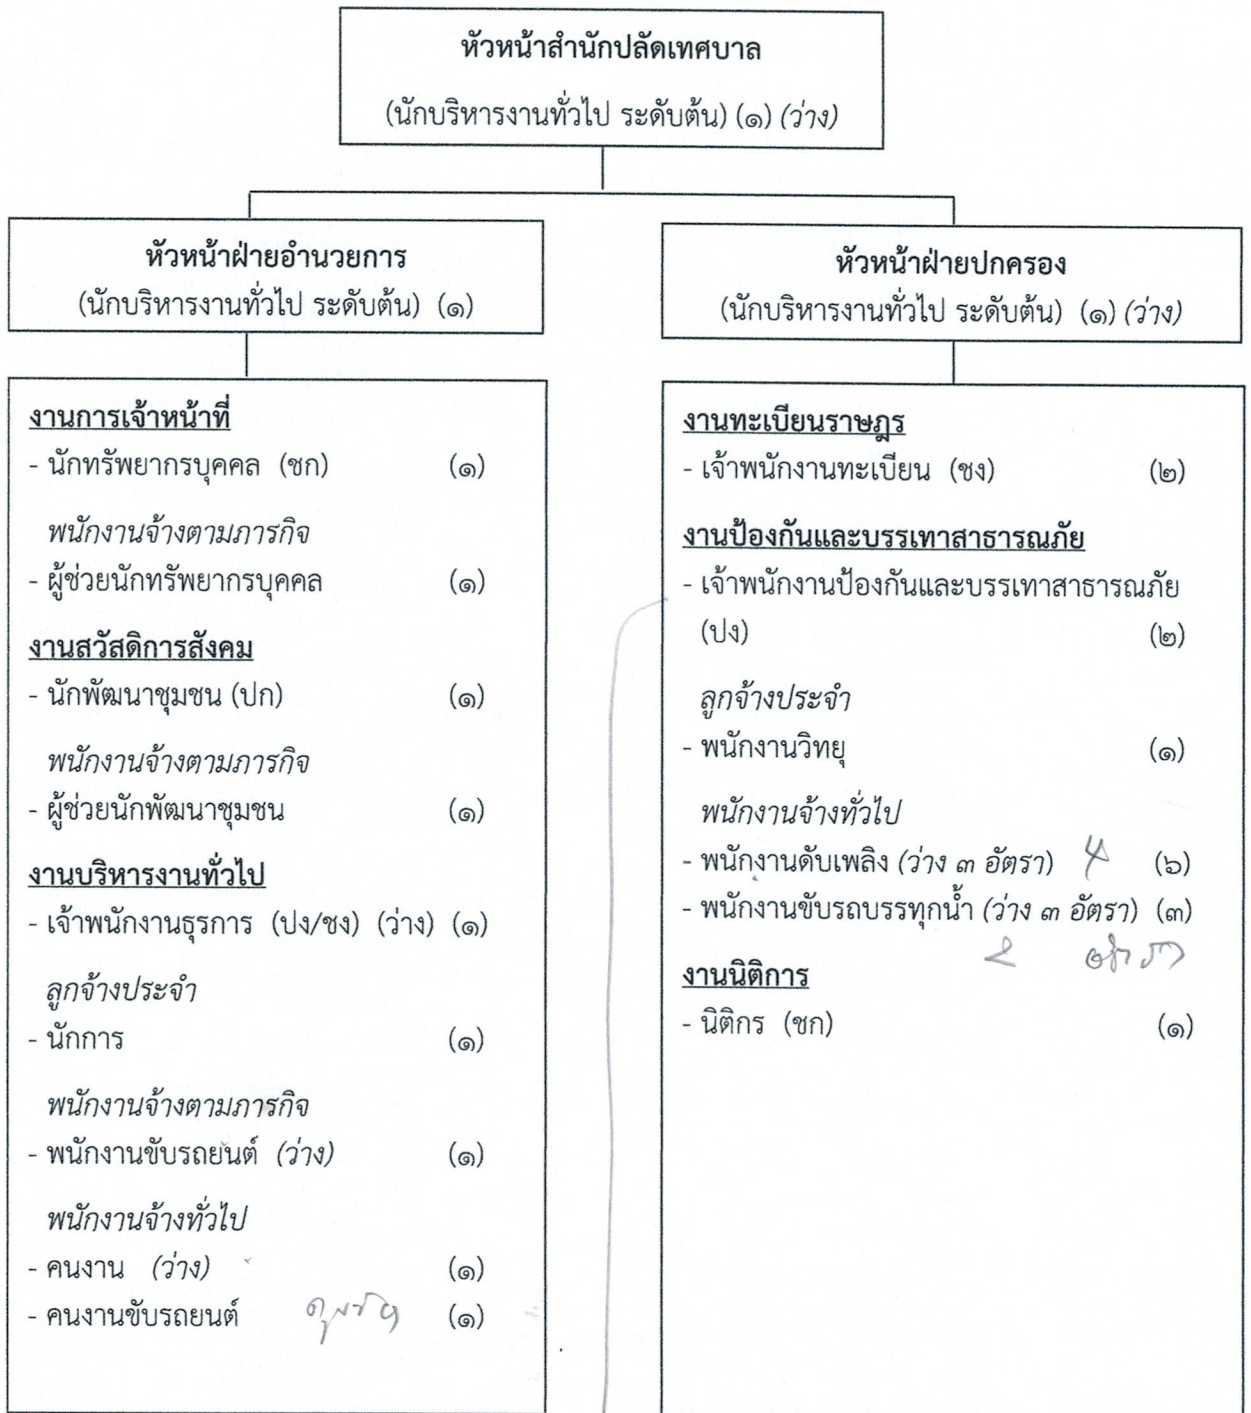 หัวหน้าสำนักปลัดเทศบาล
(นักบริหารงานทั่วไป ระดับต้น) (๑) (ว่าง)
หัวหน้าฝ่ายอำนวยการ
(นักบริหารงานทั่วไป ระดับต้น) (๑)
งานการเจ้าหน้าที่
- นักทรัพยากรบุคคล (ชก) (๑)
พนักงานจ้างตามภารกิจ
- ผู้ช่วยนักทรัพยากรบุคคล (๑)
งานสวัสดิการสังคม
- นักพัฒนาชุมชน (ปก) (๑)
พนักงานจ้างตามภารกิจ
- ผู้ช่วยนักพัฒนาชุมชน (๑)
งานบริหารงานทั่วไป
- เจ้าพนักงานธุรการ (ปง/ชง) (ว่าง) (๑)
ลูกจ้างประจำ
- นักการ (๑)
พนักงานจ้างตามภารกิจ
- พนักงานขับรถยนต์ (ว่าง) (๑)
พนักงานจ้างทั่วไป
- คนงาน (ว่าง) (๑)
- คนงานขับรถยนต์ (๑)
หัวหน้าฝ่ายปกครอง
(นักบริหารงานทั่วไป ระดับต้น) (๑) (ว่าง)
งานทะเบียนราษฎร
- เจ้าพนักงานทะเบียน (ชง) (๒)
งานป้องกันและบรรเทาสาธารณภัย
- เจ้าพนักงานป้องกันและบรรเทาสาธารณภัย
(ปง) (๒)
ลูกจ้างประจำ
- พนักงานวิทยุ (๑)
พนักงานจ้างทั่วไป
- พนักงานดับเพลิง (ว่าง ๓ อัตรา) (๖)
- พนักงานขับรถบรรทุกน้ำ (ว่าง ๓ อัตรา) (๓)
งานนิติการ
- นิติกร (ชก) (๑)